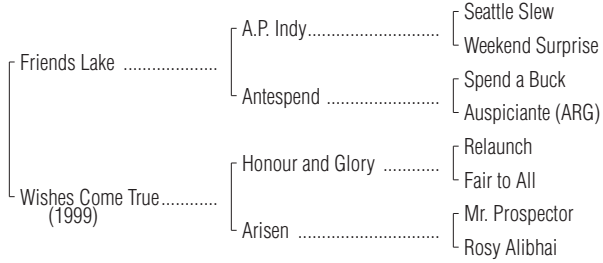 Seattle Slew
A.P. Indy............................
Weekend Surprise
Friends Lake ....................
Spend a Buck
Antespend ........................
Auspiciante (ARG)
Relaunch
Honour and Glory ............
Fair to All
Wishes Come True............
(1999)
Mr. Prospector
Arisen ..............................
Rosy Alibhai